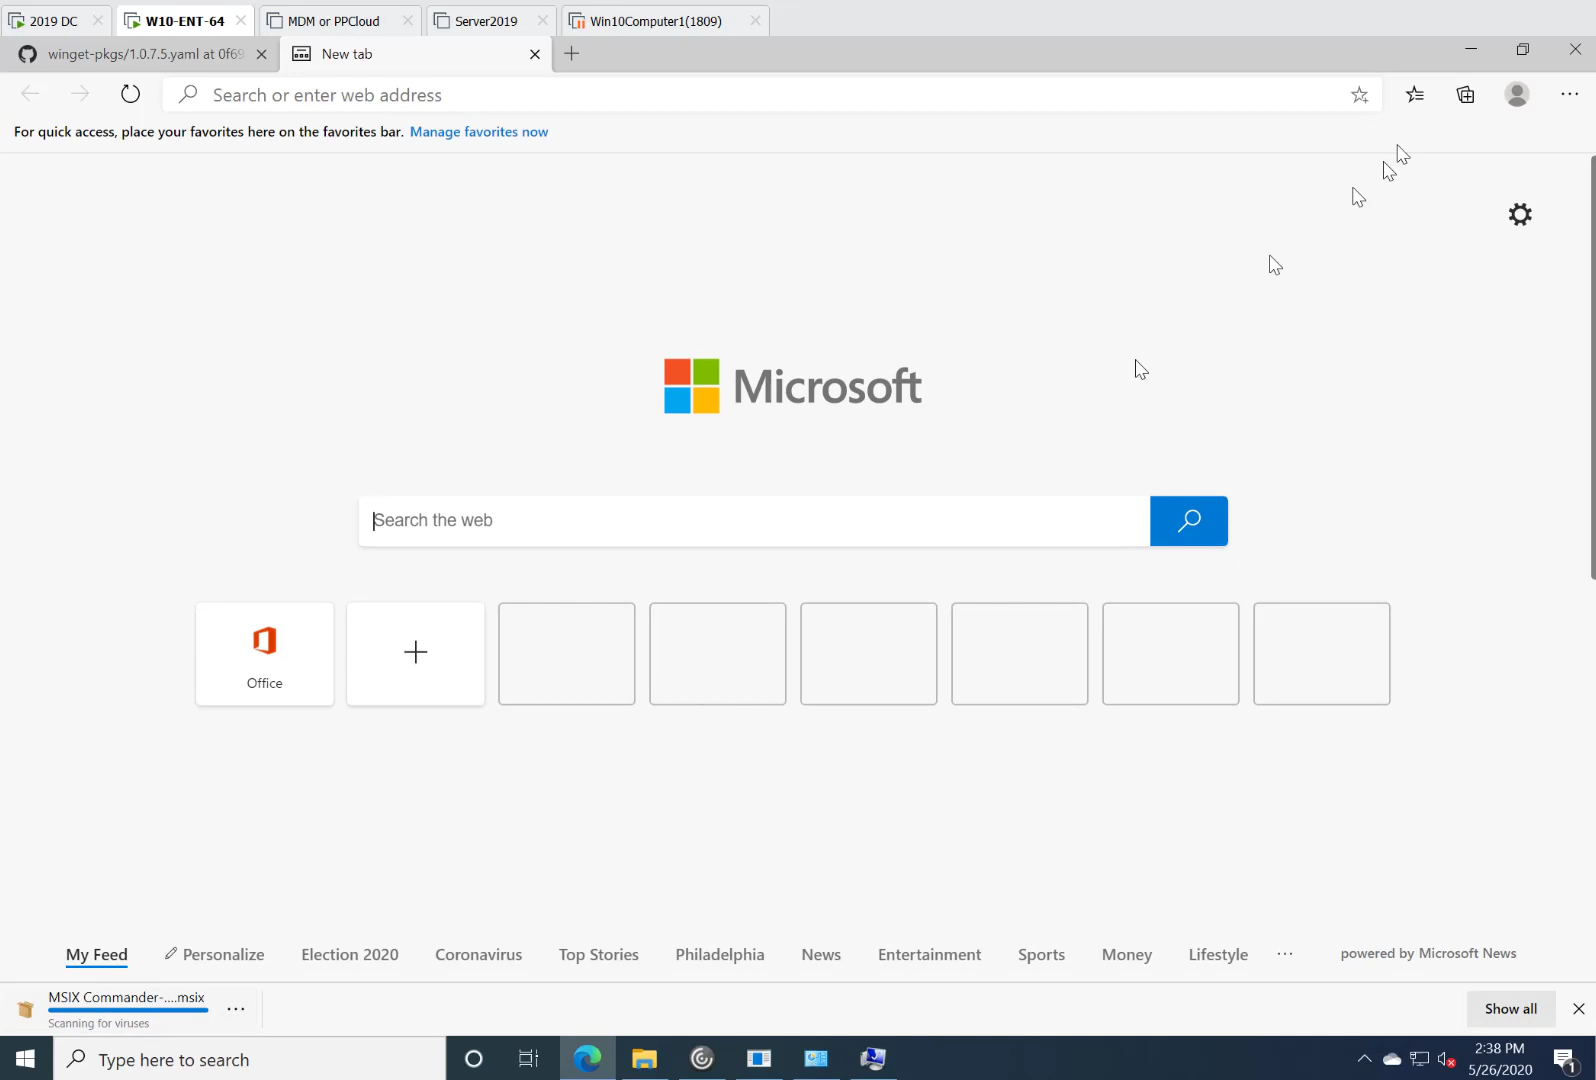 2019 DC
W10-ENT-64
MDM or PPCloud
Server2019
Win10Computer1(1809)
winget-pkgs/1.0.7.5.yaml at 0f69
New tab
Search or enter web address
For quick access, place your favorites here on the favorites bar. Manage favorites now
Microsoft
Search the web
Office
My Feed
Personalize
Election 2020
Coronavirus
Top Stories
Philadelphia
News
Entertainment
Sports
Money
Lifestyle
powered by Microsoft News
MSIX Commander-....msix
Scanning for viruses
Show all
Type here to search
2:38 PM
5/26/2020
1